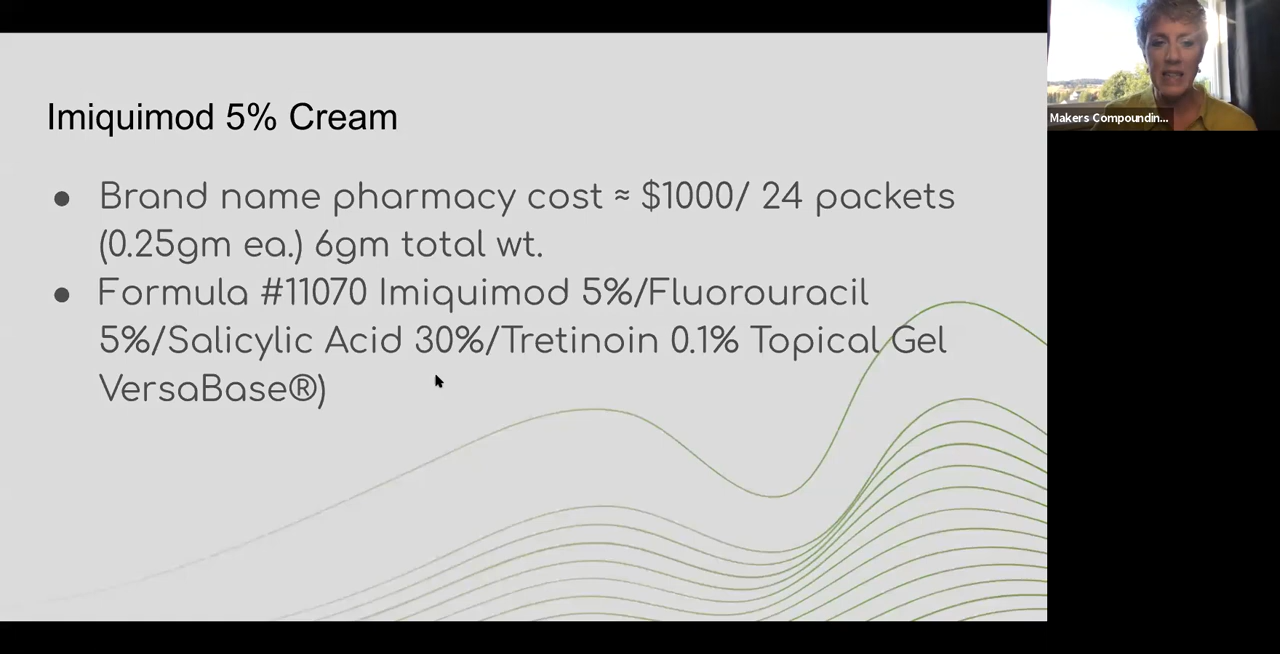 Imiquimod 5% Cream
● Brand name pharmacy cost ≈ $1000/ 24 packets
(0.25gm ea.) 6gm total wt.
● Formula #11070 Imiquimod 5%/Fluorouracil
5%/Salicylic Acid 30%/Tretinoin 0.1% Topical Gel
VersaBase®)
Makers Compoundin...